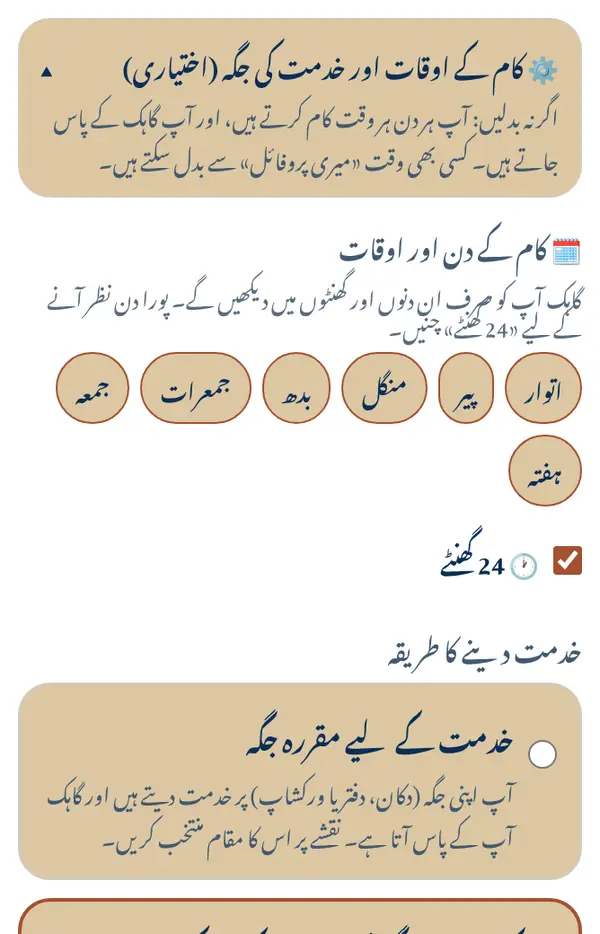 ⚙️ کام کے اوقات اور خدمت کی جگہ (اختیاری) ▲
اگر نہ بدلیں: آپ ہر دن ہر وقت کام کرتے ہیں، اور آپ گاہک کے پاس
جاتے ہیں۔ کسی بھی وقت «میری پروفائل» سے بدل سکتے ہیں۔
🗓️ کام کے دن اور اوقات
گاہک آپ کو صرف ان دنوں اور گھنٹوں میں دیکھیں گے۔ پورا دن نظر آنے
کے لیے «24 گھنٹے» چنیں۔
اتوار پیر منگل بدھ جمعرات جمعہ
ہفتہ
🕐 24 گھنٹے
خدمت دینے کا طریقہ
خدمت کے لیے مقررہ جگہ
آپ اپنی جگہ (دکان، دفتر یا ورکشاپ) پر خدمت دیتے ہیں اور گاہک
آپ کے پاس آتا ہے۔ نقشے پر اس کا مقام منتخب کریں۔